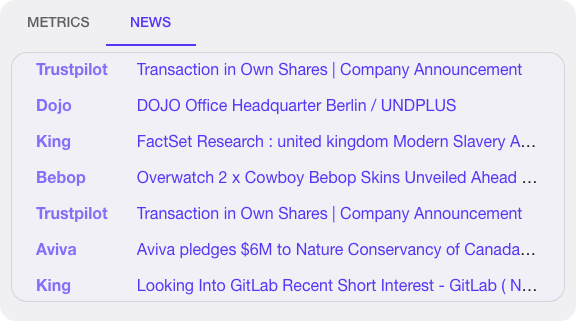 METRICS NEWS
Trustpilot Transaction in Own Shares | Company Announcement
Dojo DOJO Office Headquarter Berlin / UNDPLUS
King FactSet Research : united kingdom Modern Slavery A...
Bebop Overwatch 2 x Cowboy Bebop Skins Unveiled Ahead ...
Trustpilot Transaction in Own Shares | Company Announcement
Aviva Aviva pledges $6M to Nature Conservancy of Canada...
King Looking Into GitLab Recent Short Interest - GitLab ( N...